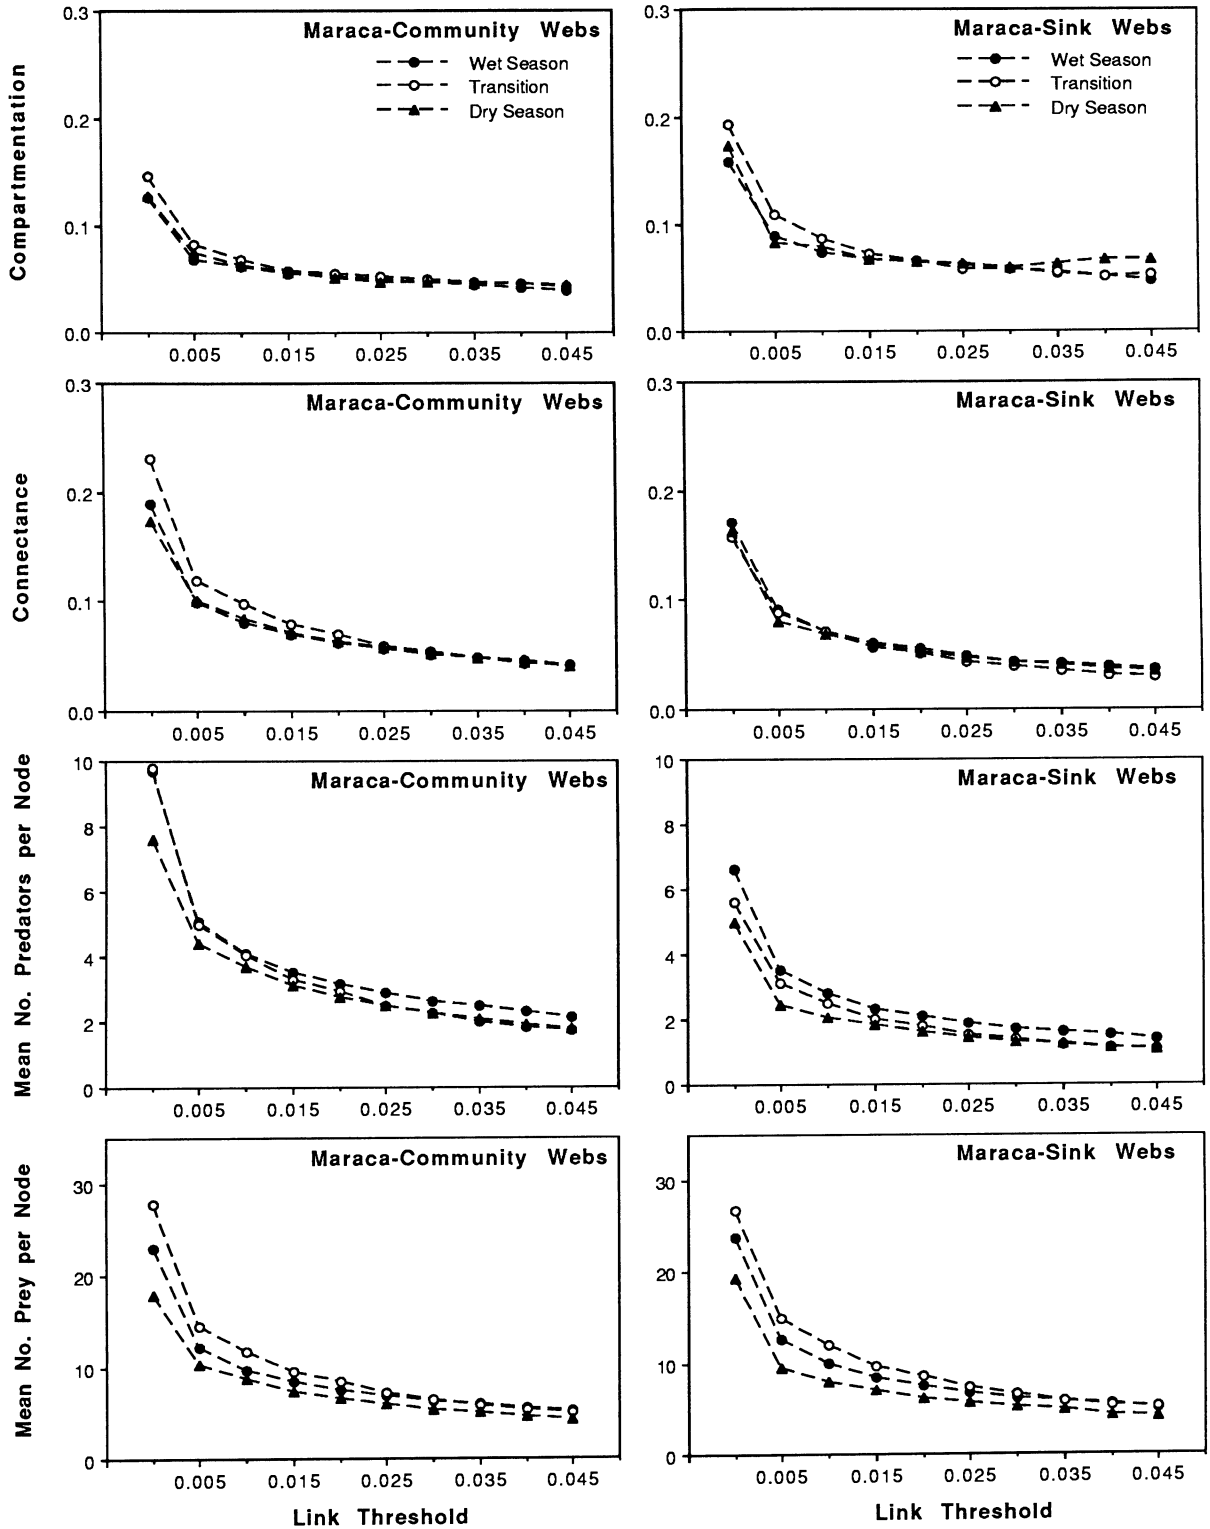 Compartmentation
0.3
0.2
0.1
0.0
Maraca-Community Webs
Wet Season
Transition
Dry Season
0.005 0.015 0.025 0.035 0.045
0.3
0.2
0.1
0.0
Maraca-Sink Webs
Wet Season
Transition
Dry Season
0.005 0.015 0.025 0.035 0.045
Connectance
0.3
0.2
0.1
0.0
Maraca-Community Webs
0.005 0.015 0.025 0.035 0.045
0.3
0.2
0.1
0.0
Maraca-Sink Webs
0.005 0.015 0.025 0.035 0.045
Mean No. Predators per Node
10
8
6
4
2
0
Maraca-Community Webs
0.005 0.015 0.025 0.035 0.045
10
8
6
4
2
0
Maraca-Sink Webs
0.005 0.015 0.025 0.035 0.045
Mean No. Prey per Node
30
20
10
0
Maraca-Community Webs
0.005 0.015 0.025 0.035 0.045
Link Threshold
30
20
10
0
Maraca-Sink Webs
0.005 0.015 0.025 0.035 0.045
Link Threshold